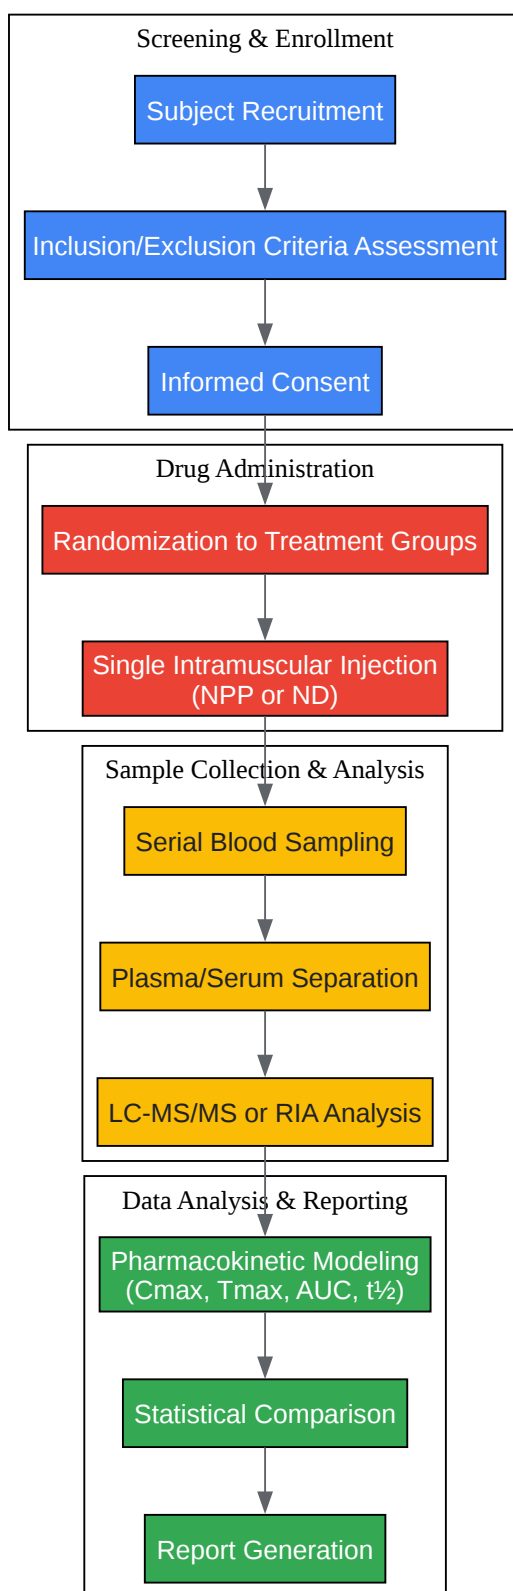 Screening & Enrollment
Subject Recruitment
Inclusion/Exclusion Criteria Assessment
Informed Consent
Drug Administration
Randomization to Treatment Groups
Single Intramuscular Injection
(NPP or ND)
Sample Collection & Analysis
Serial Blood Sampling
Plasma/Serum Separation
LC-MS/MS or RIA Analysis
Data Analysis & Reporting
Pharmacokinetic Modeling
(Cmax, Tmax, AUC, t½)
Statistical Comparison
Report Generation